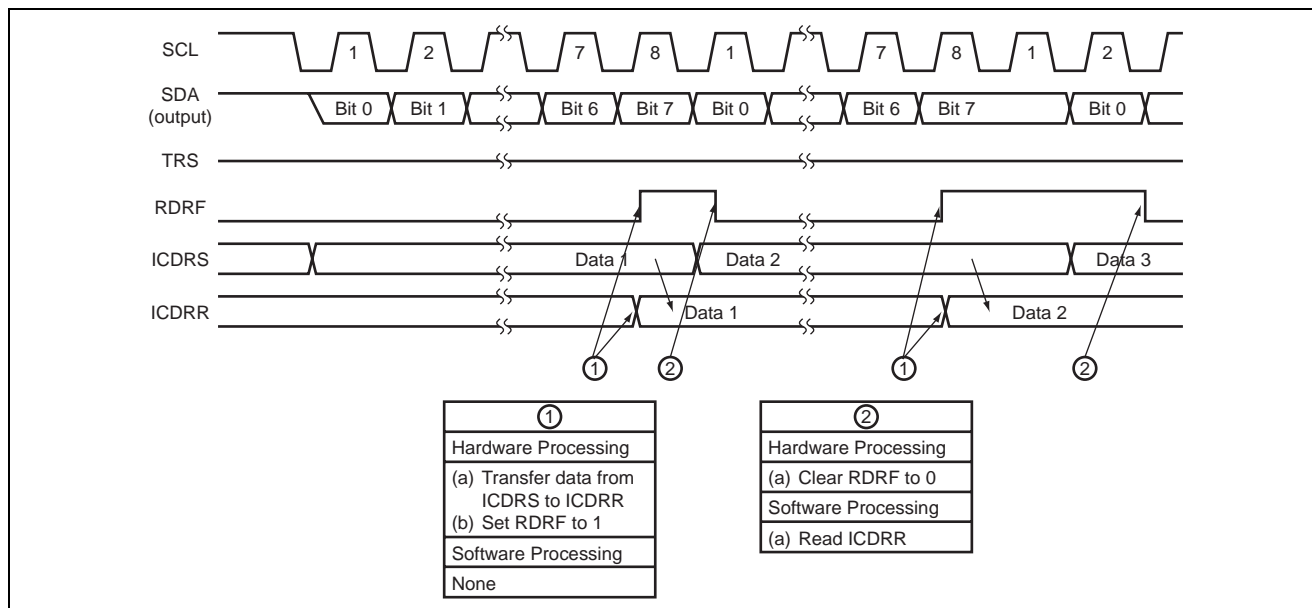 SCL 1 2 7 8 1 7 8 1 2
SDA
(output)
Bit 0 Bit 1 Bit 6 Bit 7 Bit 0 Bit 6 Bit 7 Bit 0
TRS
RDRF
ICDRS Data 1 Data 2 Data 3
ICDRR Data 1 Data 2
① ② ① ②
①
Hardware Processing
(a) Transfer data from
ICDRS to ICDRR
(b) Set RDRF to 1
Software Processing
None
②
Hardware Processing
(a) Clear RDRF to 0
Software Processing
(a) Read ICDRR